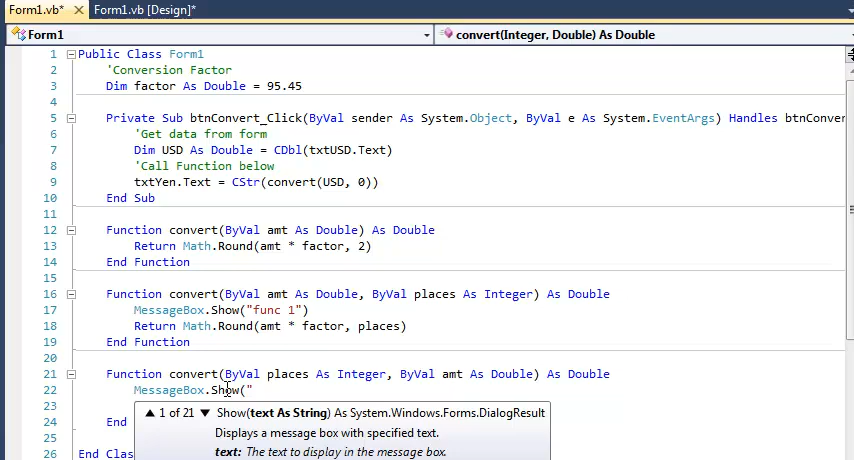 Form1.vb* × Form1.vb [Design]*
Form1 convert(Integer, Double) As Double
1 Public Class Form1
2 'Conversion Factor
3 Dim factor As Double = 95.45
4
5 Private Sub btnConvert_Click(ByVal sender As System.Object, ByVal e As System.EventArgs) Handles btnConver
6 'Get data from form
7 Dim USD As Double = CDbl(txtUSD.Text)
8 'Call Function below
9 txtYen.Text = CStr(convert(USD, 0))
10 End Sub
11
12 Function convert(ByVal amt As Double) As Double
13 Return Math.Round(amt * factor, 2)
14 End Function
15
16 Function convert(ByVal amt As Double, ByVal places As Integer) As Double
17 MessageBox.Show("func 1")
18 Return Math.Round(amt * factor, places)
19 End Function
20
21 Function convert(ByVal places As Integer, ByVal amt As Double) As Double
22 MessageBox.Show("
23 ▲ 1 of 21 ▼ Show(text As String) As System.Windows.Forms.DialogResult
24 End
Displays a message box with specified text.
25
26 End Clas
text: The text to display in the message box.